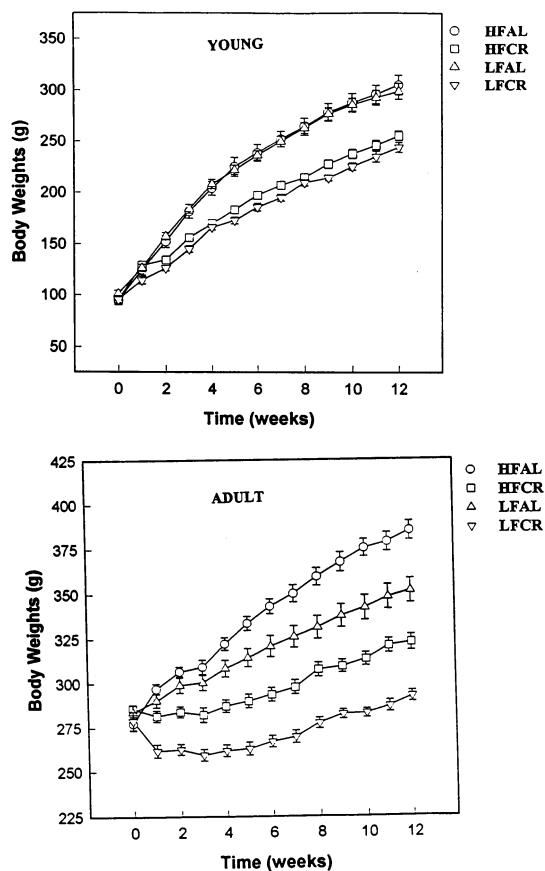 YOUNG
HFAL
HFCR
LFAL
LFCR
Body Weights (g)
350
300
250
200
150
100
50
0 2 4 6 8 10 12
Time (weeks)
ADULT
HFAL
HFCR
LFAL
LFCR
Body Weights (g)
425
400
375
350
325
300
275
250
225
0 2 4 6 8 10 12
Time (weeks)